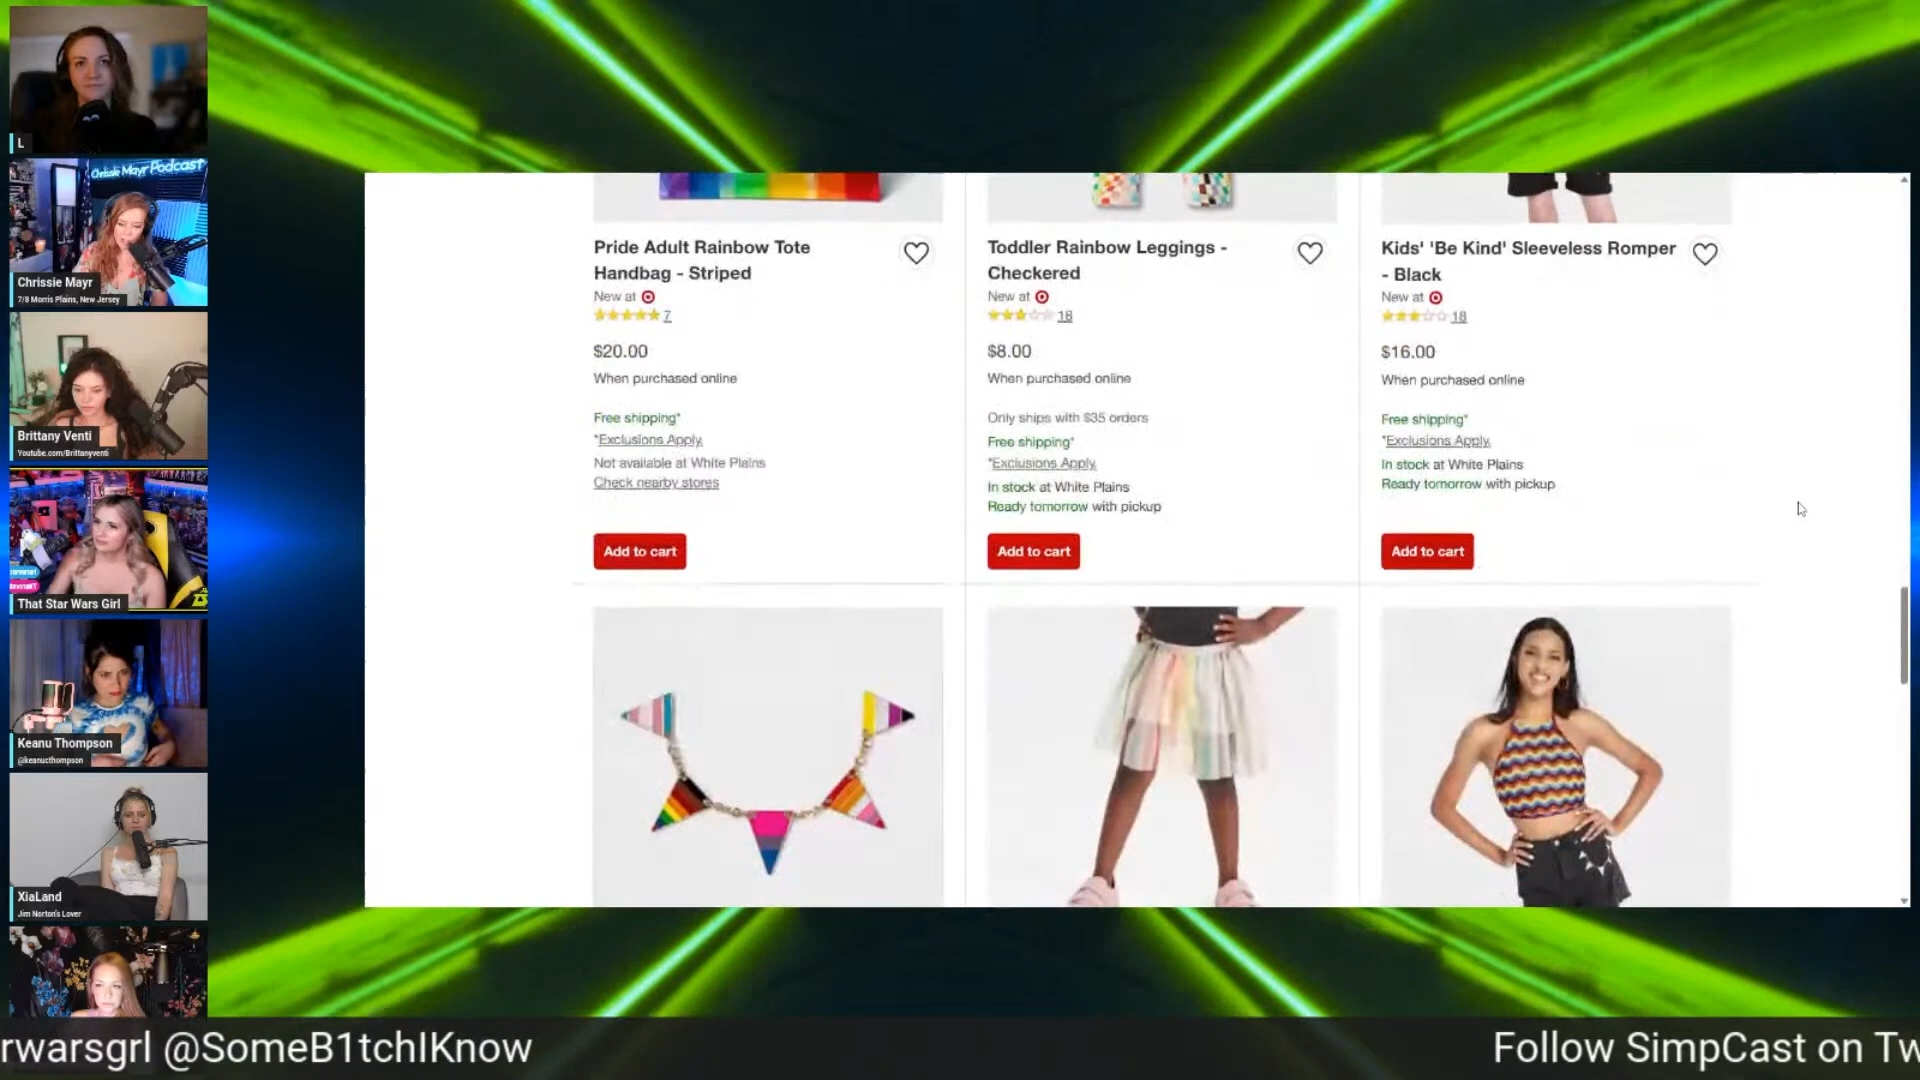 L
Chrissie Mayr Podcast
Chrissie Mayr
7/8 Morris Plains, New Jersey
Brittany Venti
Youtube.com/Brittanyventi
That Star Wars Girl
Keanu Thompson
@keanucthompson
XiaLand
Jim Norton's Lover
Pride Adult Rainbow Tote
Handbag - Striped
New at
7
$20.00
When purchased online
Free shipping*
*Exclusions Apply.
Not available at White Plains
Check nearby stores
Add to cart
Toddler Rainbow Leggings -
Checkered
New at
18
$8.00
When purchased online
Only ships with $35 orders
Free shipping*
*Exclusions Apply.
In stock at White Plains
Ready tomorrow with pickup
Add to cart
Kids' 'Be Kind' Sleeveless Romper
- Black
New at
18
$16.00
When purchased online
Free shipping*
*Exclusions Apply.
In stock at White Plains
Ready tomorrow with pickup
Add to cart
rwarsgrl @SomeB1tchIKnow
Follow SimpCast on Tw